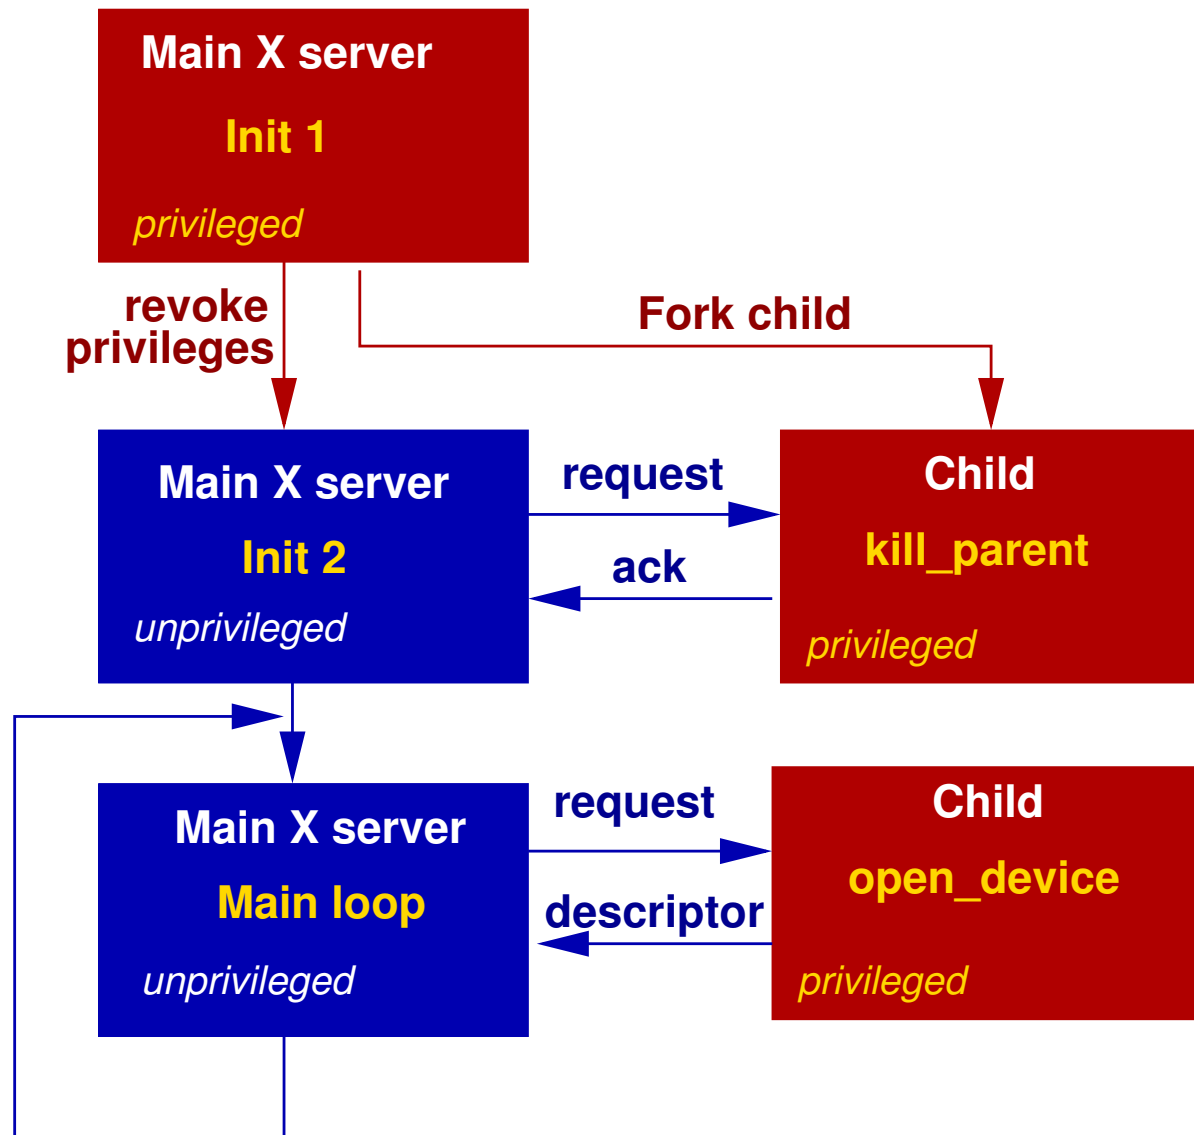 Main X server
Init 1
privileged
revoke
privileges
Fork child
Main X server
Init 2
unprivileged
request
ack
Child
kill_parent
privileged
Main X server
Main loop
unprivileged
request
descriptor
Child
open_device
privileged